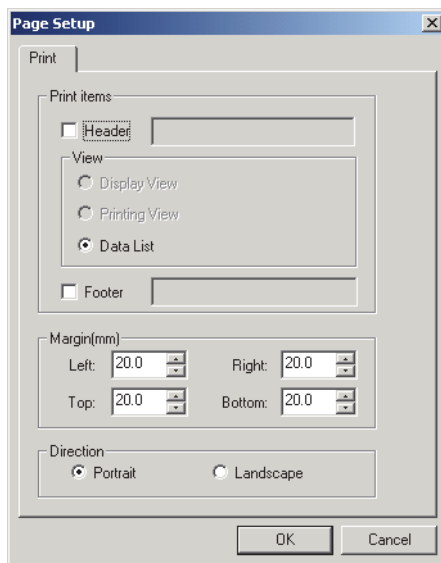 Page Setup
Print
Print items
Header
View
Display View
Printing View
Data List
Footer
Margin(mm)
Left: 20.0 Right: 20.0
Top: 20.0 Bottom: 20.0
Direction
Portrait Landscape
OK Cancel